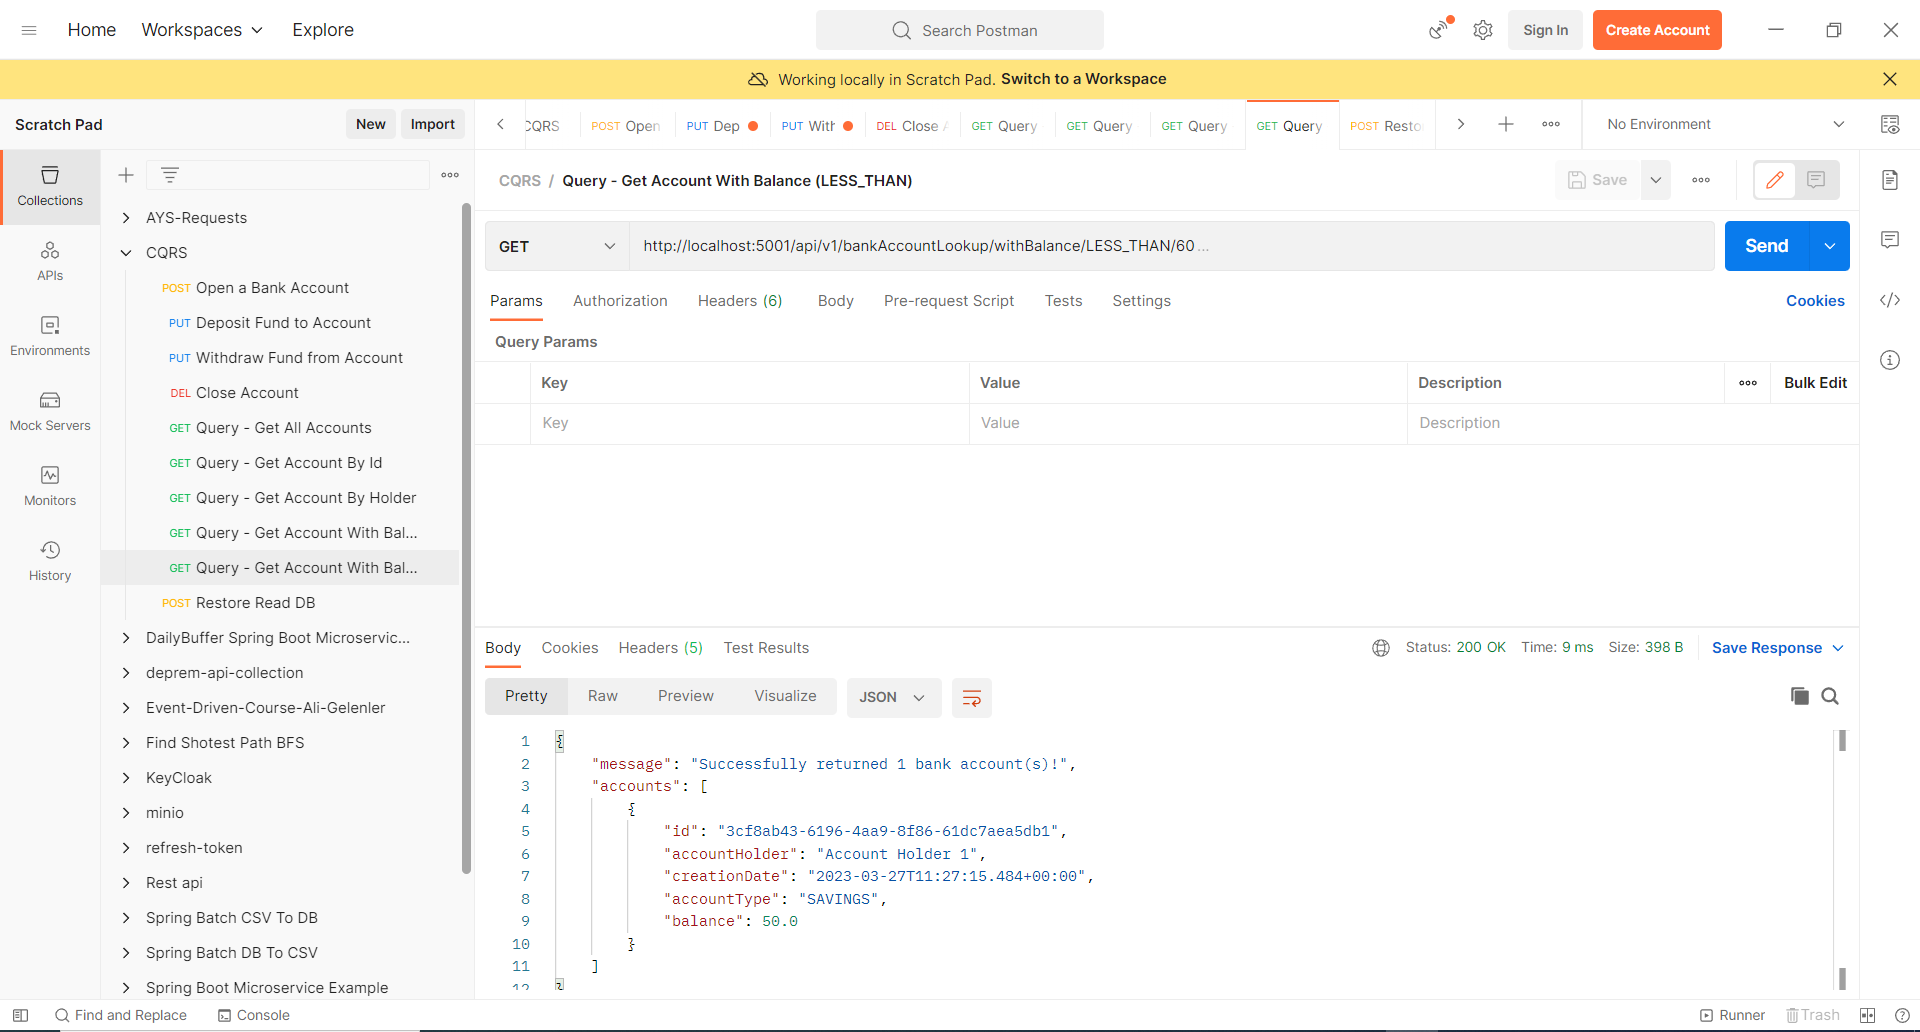 Home Workspaces Explore
Search Postman
Sign In Create Account
Working locally in Scratch Pad. Switch to a Workspace
Scratch Pad New Import
CQRS POST Open PUT Dep PUT With DEL Close GET Query GET Query GET Query GET Query POST Resto
No Environment
Collections
APIs
Environments
Mock Servers
Monitors
History
AYS-Requests
CQRS
POST Open a Bank Account
PUT Deposit Fund to Account
PUT Withdraw Fund from Account
DEL Close Account
GET Query - Get All Accounts
GET Query - Get Account By Id
GET Query - Get Account By Holder
GET Query - Get Account With Bal...
GET Query - Get Account With Bal...
POST Restore Read DB
DailyBuffer Spring Boot Microservic...
deprem-api-collection
Event-Driven-Course-Ali-Gelenler
Find Shotest Path BFS
KeyCloak
minio
refresh-token
Rest api
Spring Batch CSV To DB
Spring Batch DB To CSV
Spring Boot Microservice Example
CQRS / Query - Get Account With Balance (LESS_THAN)
Save
GET http://localhost:5001/api/v1/bankAccountLookup/withBalance/LESS_THAN/60 ...
Send
Params Authorization Headers (6) Body Pre-request Script Tests Settings
Cookies
Query Params
Key Value Description Bulk Edit
Key Value Description
Body Cookies Headers (5) Test Results
Status: 200 OK Time: 9 ms Size: 398 B Save Response
Pretty Raw Preview Visualize JSON
1 {
2 "message": "Successfully returned 1 bank account(s)!",
3 "accounts": [
4 {
5 "id": "3cf8ab43-6196-4aa9-8f86-61dc7aea5db1",
6 "accountHolder": "Account Holder 1",
7 "creationDate": "2023-03-27T11:27:15.484+00:00",
8 "accountType": "SAVINGS",
9 "balance": 50.0
10 }
11 ]
12 }
Find and Replace Console
Runner Trash